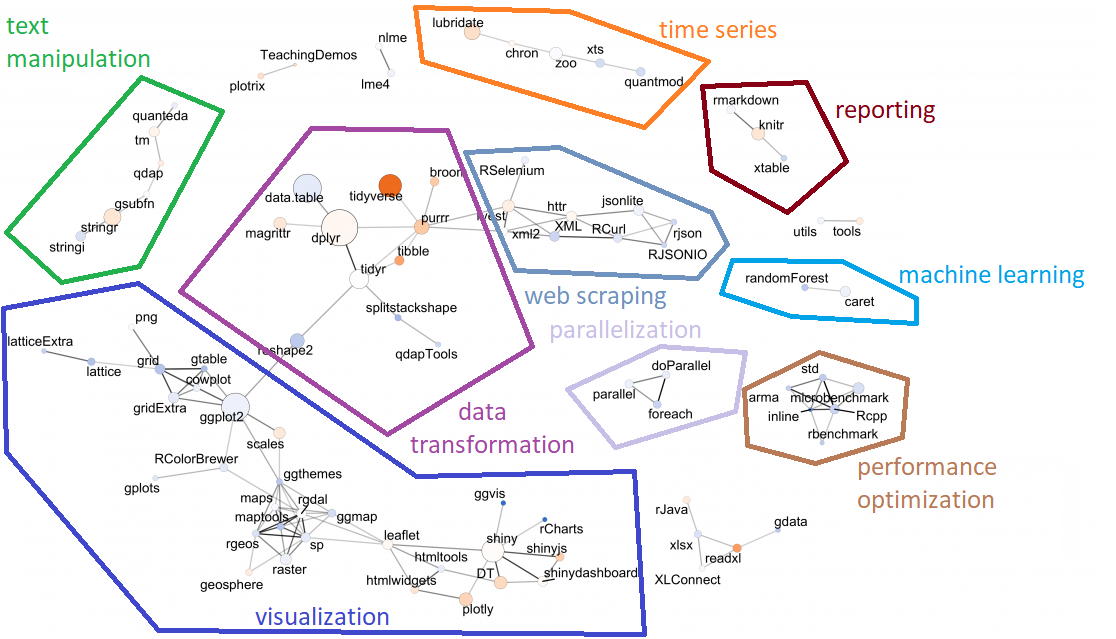 text
manipulation
lubridate
time series
nlme
TeachingDemos
chron
xts
zoo
plotrix
lme4
quantmod
rmarkdown
reporting
quanteda
knitr
tm
xtable
qdap
RSelenium
broom
data.table
tidyverse
gsubfn
stringr
stringi
magrittr
dplyr
purrr
rvest
httr
jsonlite
xml2
XML
RCurl
rjson
RJSONIO
utils
tools
tibble
tidyr
web scraping
randomForest
machine learning
caret
splitstackshape
parallelization
png
latticeExtra
reshape2
qdapTools
grid
gtable
lattice
cowplot
gridExtra
ggplot2
doParallel
parallel
foreach
std
arma
microbenchmark
inline
Rcpp
rbenchmark
data
transformation
scales
performance
optimization
RColorBrewer
gplots
ggthemes
maps
rgdal
maptools
ggmap
rgeos
sp
raster
geosphere
leaflet
ggvis
rCharts
shiny
shinyjs
htmltools
DT
htmlwidgets
shinydashboard
plotly
visualization
rJava
gdata
xlsx
readxl
XLConnect